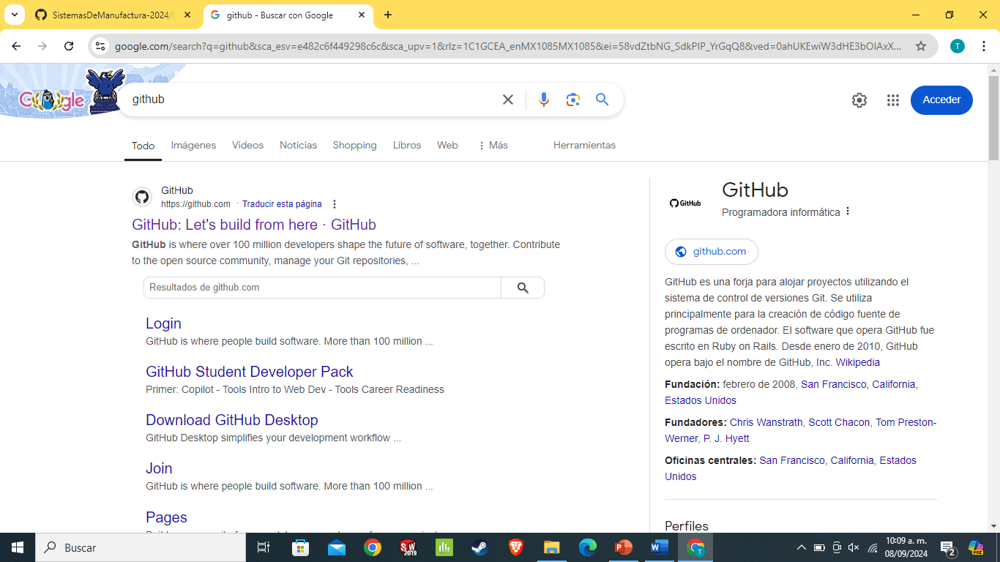 SistemasDeManufactura-2024/
github - Buscar con Google
google.com/search?q=github&sca_esv=e482c6f449298c6c&sca_upv=1&rlz=1C1GCEA_enMX1085MX1085&ei=58vdZtbNG_SdkPIP_YrGqQ8&ved=0ahUKEwiW3dHE3bOIAxX...
T
Google
github
Acceder
Todo
Imágenes
Videos
Noticias
Shopping
Libros
Web
Más
Herramientas
GitHub
https://github.com · Traducir esta página
GitHub: Let's build from here · GitHub
GitHub is where over 100 million developers shape the future of software, together. Contribute
to the open source community, manage your Git repositories, ...
Resultados de github.com
Login
GitHub is where people build software. More than 100 million ...
GitHub Student Developer Pack
Primer: Copilot - Tools Intro to Web Dev - Tools Career Readiness
Download GitHub Desktop
GitHub Desktop simplifies your development workflow ...
Join
GitHub is where people build software. More than 100 million ...
Pages
GitHub
GitHub
Programadora informática
github.com
GitHub es una forja para alojar proyectos utilizando el
sistema de control de versiones Git. Se utiliza
principalmente para la creación de código fuente de
programas de ordenador. El software que opera GitHub fue
escrito en Ruby on Rails. Desde enero de 2010, GitHub
opera bajo el nombre de GitHub, Inc. Wikipedia
Fundación: febrero de 2008, San Francisco, California,
Estados Unidos
Fundadores: Chris Wanstrath, Scott Chacon, Tom Preston-
Werner, P. J. Hyett
Oficinas centrales: San Francisco, California, Estados
Unidos
Perfiles
Buscar
SW
2019
P
W
T
10:09 a. m.
08/09/2024
2
PRE